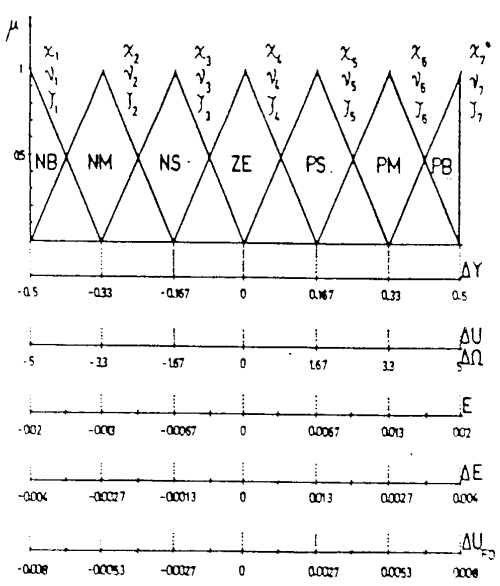 μ
χ₁ χ₂ χ₃ χ₄ χ₅ χ₆ χ₇
1 ν₁ ν₂ ν₃ ν₄ ν₅ ν₆ ν₇
J₁ J₂ J₃ J₄ J₅ J₆ J₇
0.5 NB NM NS ZE PS PM PB
ΔY
-0.5 -0.33 -0.167 0 0.167 0.33 0.5
ΔU
ΔΩ
-5 -3.3 -1.67 0 1.67 3.3 5
E
-0.02 -0.013 -0.0067 0 0.0067 0.013 0.02
ΔE
-0.004 -0.0027 -0.0013 0 0.013 0.0027 0.004
ΔU
-0.008 -0.0053 -0.0027 0 0.0027 0.0053 0.008